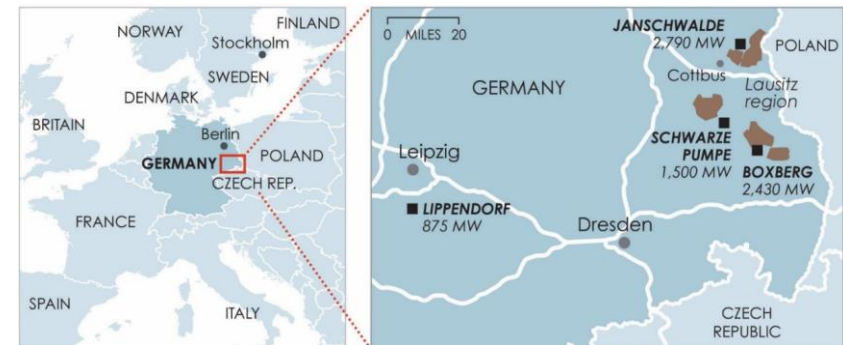 NORWAY
FINLAND
Stockholm
SWEDEN
DENMARK
BRITAIN
Berlin
GERMANY
POLAND
CZECH REP.
FRANCE
SPAIN
ITALY
0 MILES 20
JANSCHWALDE
2,790 MW
POLAND
Cottbus
GERMANY
Lausitz
region
SCHWARZE
PUMPE
1,500 MW
BOXBERG
2,430 MW
Leipzig
LIPPENDORF
875 MW
Dresden
CZECH
REPUBLIC